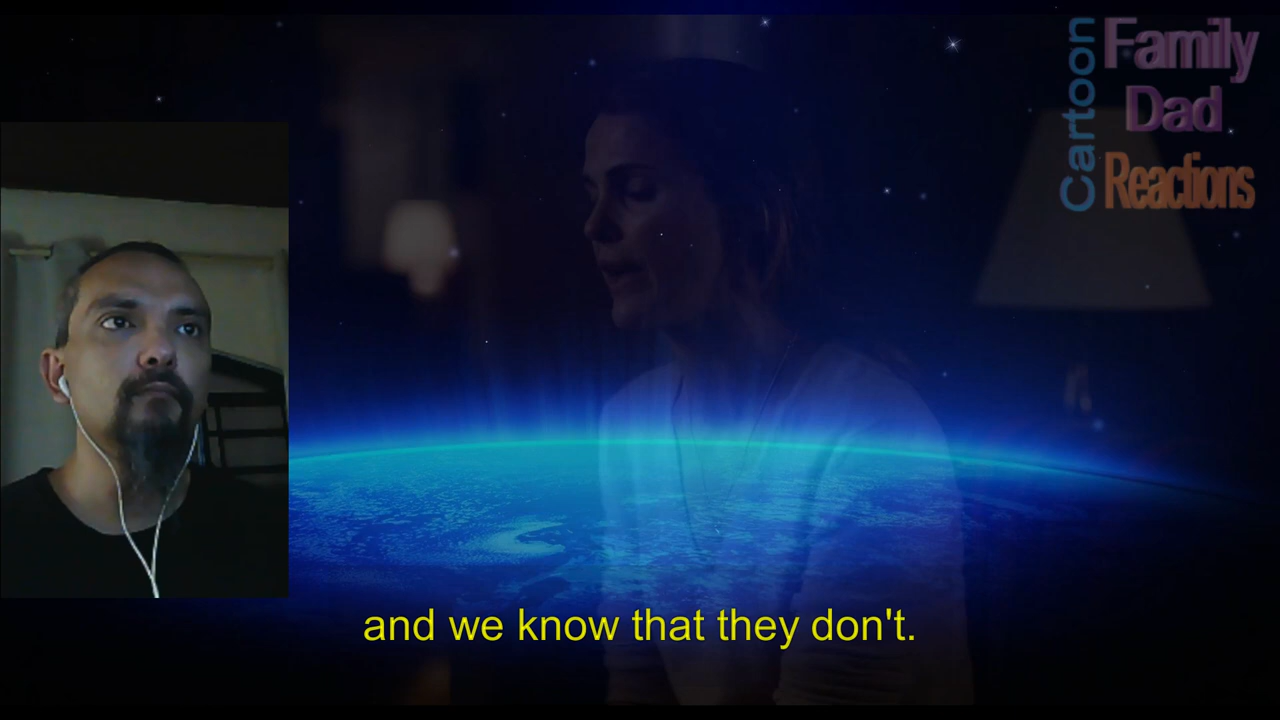 Cartoon
Family
Dad
Reactions
and we know that they don't.